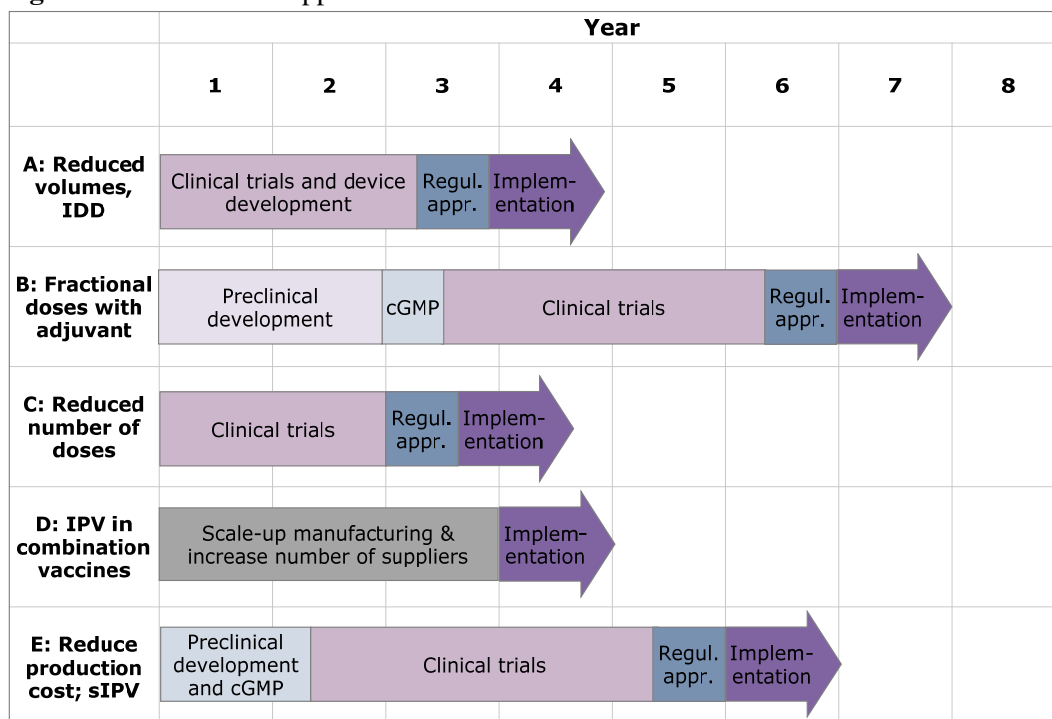 Year
1 2 3 4 5 6 7 8
A: Reduced
volumes,
IDD
Clinical trials and device
development
Regul.
appr.
Implem-
entation
B: Fractional
doses with
adjuvant
Preclinical
development
cGMP
Clinical trials
Regul.
appr.
Implem-
entation
C: Reduced
number of
doses
Clinical trials
Regul.
appr.
Implem-
entation
D: IPV in
combination
vaccines
Scale-up manufacturing &
increase number of suppliers
Implem-
entation
E: Reduce
production
cost; sIPV
Preclinical
development
and cGMP
Clinical trials
Regul.
appr.
Implem-
entation